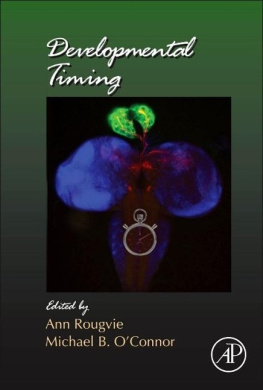 Developmental
Timing
Edited by
Ann Rougvie
Michael B. O'Connor
AP